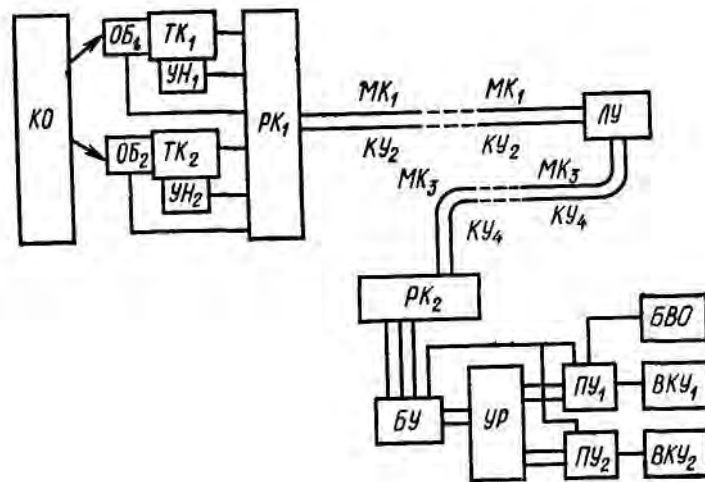 КО
ОБ₁
ТК₁
УН₁
ОБ₂
ТК₂
УН₂
РК₁
МК₁
МК₁
КУ₂
КУ₂
ЛУ
МК₃
МК₃
КУ₄
КУ₄
РК₂
БУ
УР
ПУ₁
ПУ₂
БВО
ВКУ₁
ВКУ₂